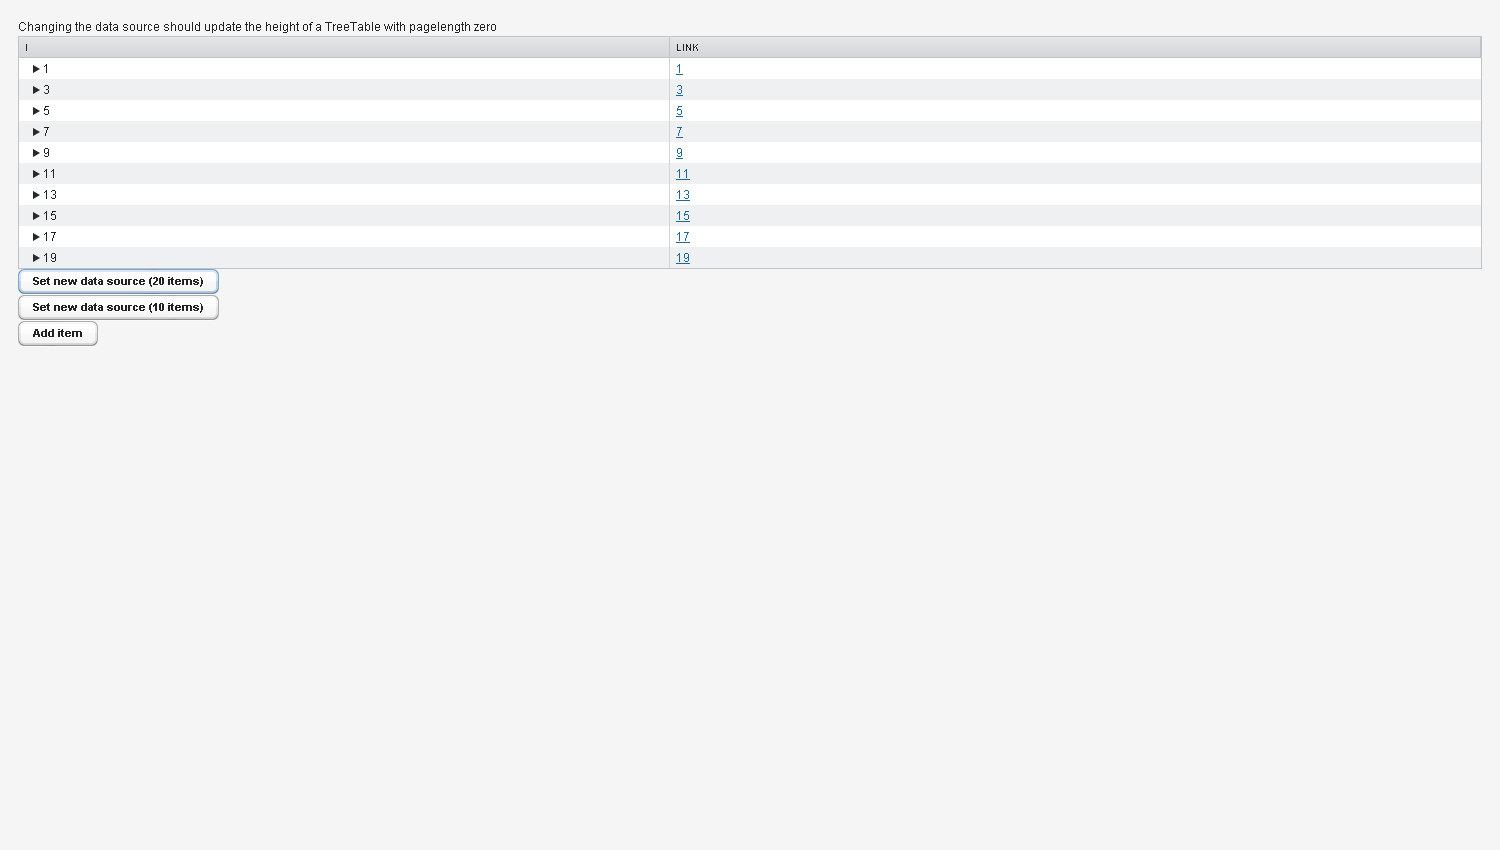 Changing the data source should update the height of a TreeTable with pagelength zero
I LINK
1 1
3 3
5 5
7 7
9 9
11 11
13 13
15 15
17 17
19 19
Set new data source (20 items)
Set new data source (10 items)
Add item